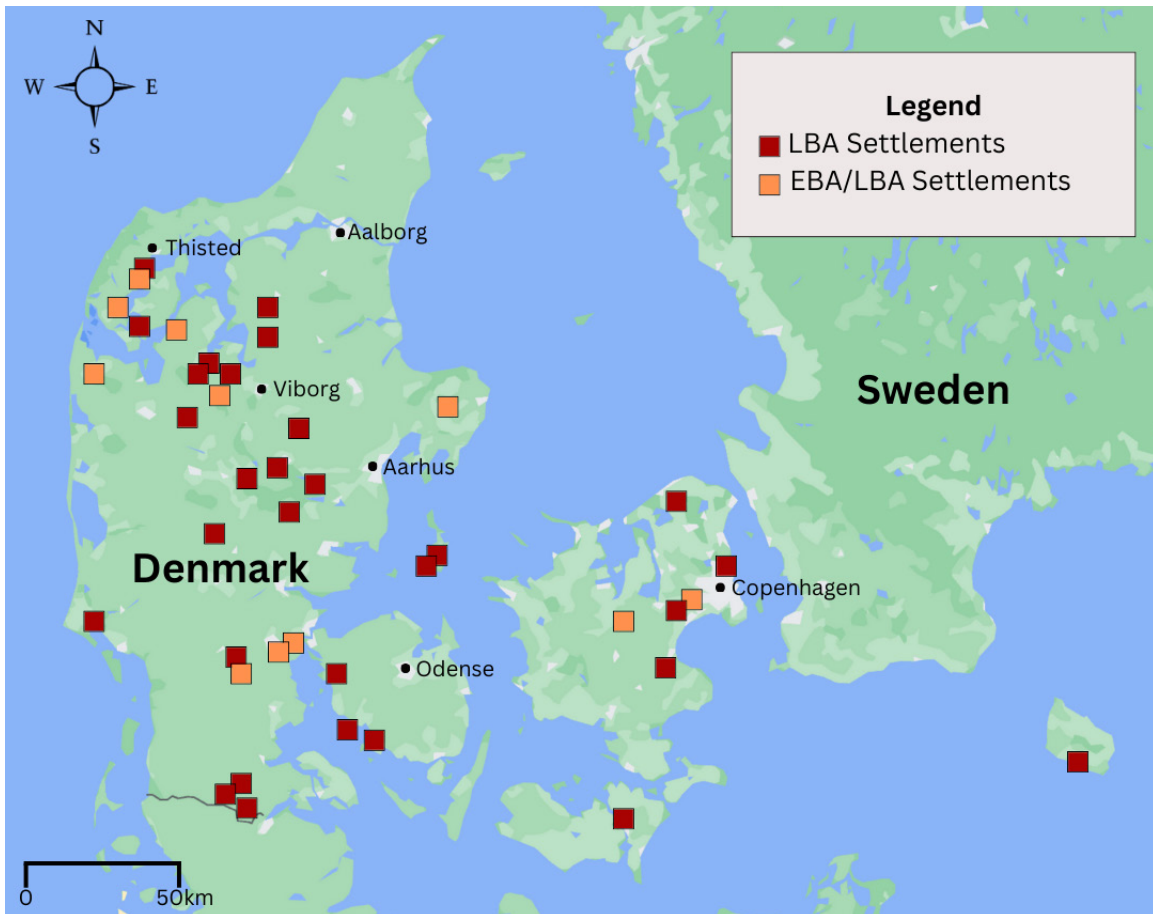 N
W
E
S
Legend
LBA Settlements
EBA/LBA Settlements
Aalborg
Thisted
Sweden
Viborg
Aarhus
Denmark
Copenhagen
Odense
0
50km